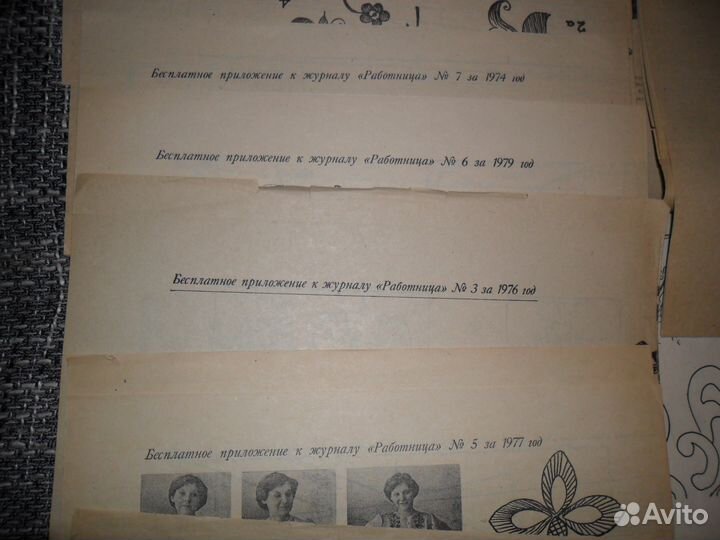 2а
Бесплатное приложение к журналу «Работница» № 7 за 1974 год
Бесплатное приложение к журналу «Работница» № 6 за 1979 год
Бесплатное приложение к журналу «Работница» № 3 за 1976 год
Бесплатное приложение к журналу «Работница» № 5 за 1977 год
Avito